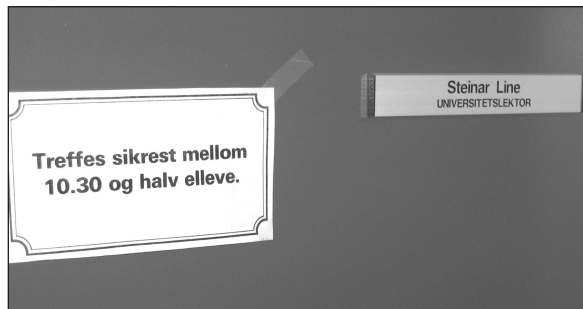 Treffes sikrest mellom
10.30 og halv elleve.
Steinar Line
UNIVERSITETSLEKTOR